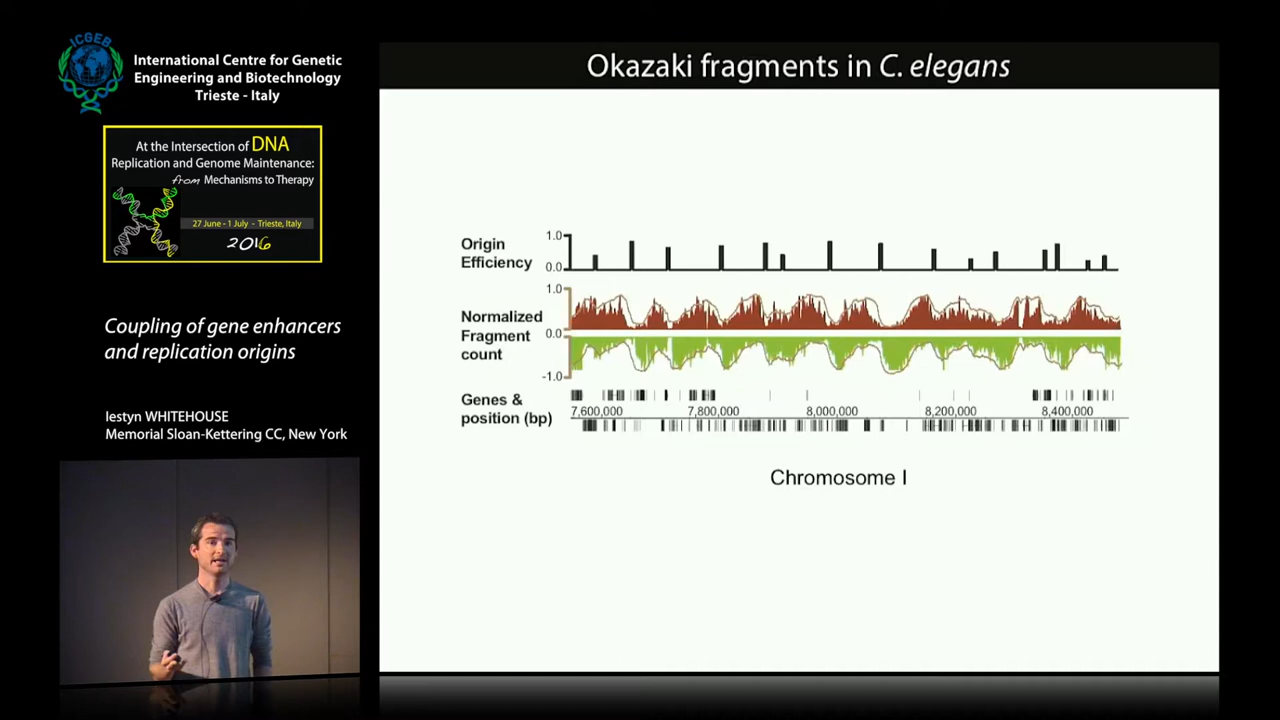 ICGEB
International Centre for Genetic
Engineering and Biotechnology
Trieste - Italy
At the Intersection of DNA
Replication and Genome Maintenance:
from Mechanisms to Therapy
27 June - 1 July - Trieste, Italy
2016
Coupling of gene enhancers
and replication origins
Iestyn WHITEHOUSE
Memorial Sloan-Kettering CC, New York
Okazaki fragments in C. elegans
Origin
Efficiency
1.0
0.0
Normalized
Fragment
count
1.0
0.0
-1.0
Genes &
position (bp)
7,600,000 7,800,000 8,000,000 8,200,000 8,400,000
Chromosome I